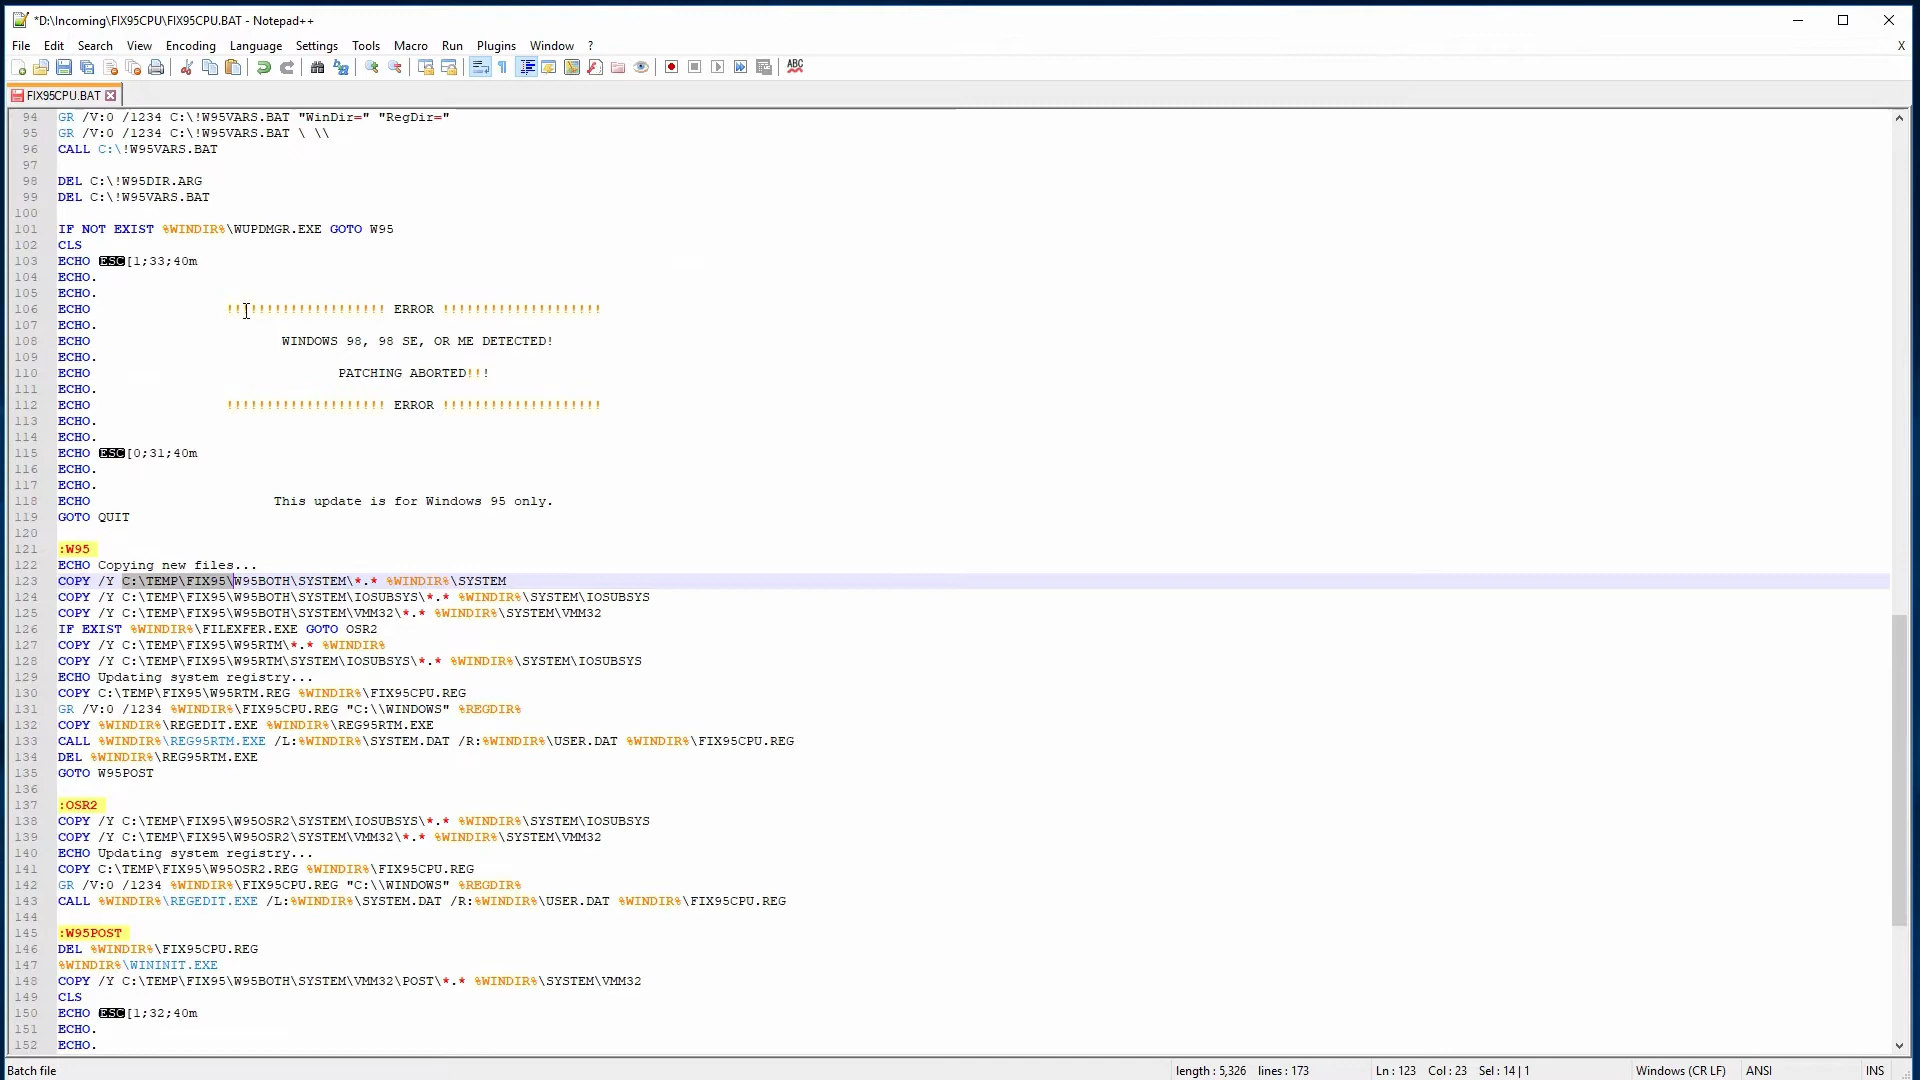 *D:\Incoming\FIX95CPU\FIX95CPU.BAT - Notepad++
File Edit Search View Encoding Language Settings Tools Macro Run Plugins Window ? X
ABC
FIX95CPU.BAT
94 GR /V:0 /1234 C:\!W95VARS.BAT "WinDir=" "RegDir="
95 GR /V:0 /1234 C:\!W95VARS.BAT \ \\
96 CALL C:\!W95VARS.BAT
97
98 DEL C:\!W95DIR.ARG
99 DEL C:\!W95VARS.BAT
100
101 IF NOT EXIST %WINDIR%\WUPDMGR.EXE GOTO W95
102 CLS
103 ECHO ESC[1;33;40m
104 ECHO.
105 ECHO.
106 ECHO !!!!!!!!!!!!!!!!!!!! ERROR !!!!!!!!!!!!!!!!!!!!
107 ECHO.
108 ECHO WINDOWS 98, 98 SE, OR ME DETECTED!
109 ECHO.
110 ECHO PATCHING ABORTED!!!
111 ECHO.
112 ECHO !!!!!!!!!!!!!!!!!!!! ERROR !!!!!!!!!!!!!!!!!!!!
113 ECHO.
114 ECHO.
115 ECHO ESC[0;31;40m
116 ECHO.
117 ECHO.
118 ECHO This update is for Windows 95 only.
119 GOTO QUIT
120
121 :W95
122 ECHO Copying new files...
123 COPY /Y C:\TEMP\FIX95\W95BOTH\SYSTEM\*.* %WINDIR%\SYSTEM
124 COPY /Y C:\TEMP\FIX95\W95BOTH\SYSTEM\IOSUBSYS\*.* %WINDIR%\SYSTEM\IOSUBSYS
125 COPY /Y C:\TEMP\FIX95\W95BOTH\SYSTEM\VMM32\*.* %WINDIR%\SYSTEM\VMM32
126 IF EXIST %WINDIR%\FILEXFER.EXE GOTO OSR2
127 COPY /Y C:\TEMP\FIX95\W95RTM\*.* %WINDIR%
128 COPY /Y C:\TEMP\FIX95\W95RTM\SYSTEM\IOSUBSYS\*.* %WINDIR%\SYSTEM\IOSUBSYS
129 ECHO Updating system registry...
130 COPY C:\TEMP\FIX95\W95RTM.REG %WINDIR%\FIX95CPU.REG
131 GR /V:0 /1234 %WINDIR%\FIX95CPU.REG "C:\\WINDOWS" %REGDIR%
132 COPY %WINDIR%\REGEDIT.EXE %WINDIR%\REG95RTM.EXE
133 CALL %WINDIR%\REG95RTM.EXE /L:%WINDIR%\SYSTEM.DAT /R:%WINDIR%\USER.DAT %WINDIR%\FIX95CPU.REG
134 DEL %WINDIR%\REG95RTM.EXE
135 GOTO W95POST
136
137 :OSR2
138 COPY /Y C:\TEMP\FIX95\W95OSR2\SYSTEM\IOSUBSYS\*.* %WINDIR%\SYSTEM\IOSUBSYS
139 COPY /Y C:\TEMP\FIX95\W95OSR2\SYSTEM\VMM32\*.* %WINDIR%\SYSTEM\VMM32
140 ECHO Updating system registry...
141 COPY C:\TEMP\FIX95\W95OSR2.REG %WINDIR%\FIX95CPU.REG
142 GR /V:0 /1234 %WINDIR%\FIX95CPU.REG "C:\\WINDOWS" %REGDIR%
143 CALL %WINDIR%\REGEDIT.EXE /L:%WINDIR%\SYSTEM.DAT /R:%WINDIR%\USER.DAT %WINDIR%\FIX95CPU.REG
144
145 :W95POST
146 DEL %WINDIR%\FIX95CPU.REG
147 %WINDIR%\WININIT.EXE
148 COPY /Y C:\TEMP\FIX95\W95BOTH\SYSTEM\VMM32\POST\*.* %WINDIR%\SYSTEM\VMM32
149 CLS
150 ECHO ESC[1;32;40m
151 ECHO.
152 ECHO.
Batch file length : 5,326 lines : 173 Ln : 123 Col : 23 Sel : 14 | 1 Windows (CR LF) ANSI INS